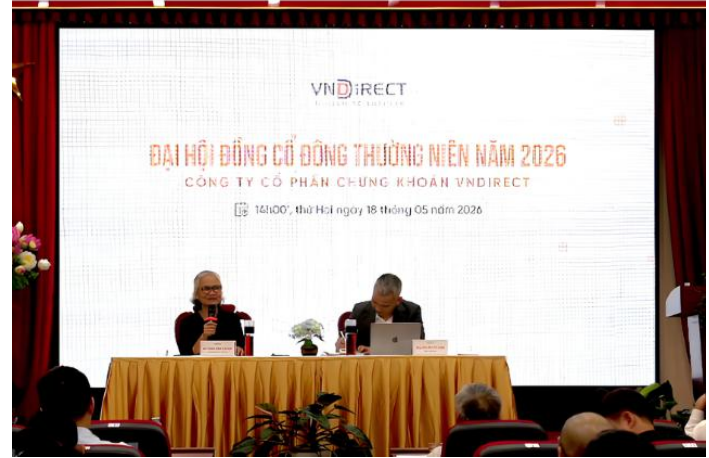 VNDIRECT
ĐẠI HỘI ĐỒNG CỔ ĐÔNG THƯỜNG NIÊN NĂM 2026
CÔNG TY CỔ PHẦN CHỨNG KHOÁN VNDIRECT
14h00', thứ Hai ngày 18 tháng 05 năm 2026